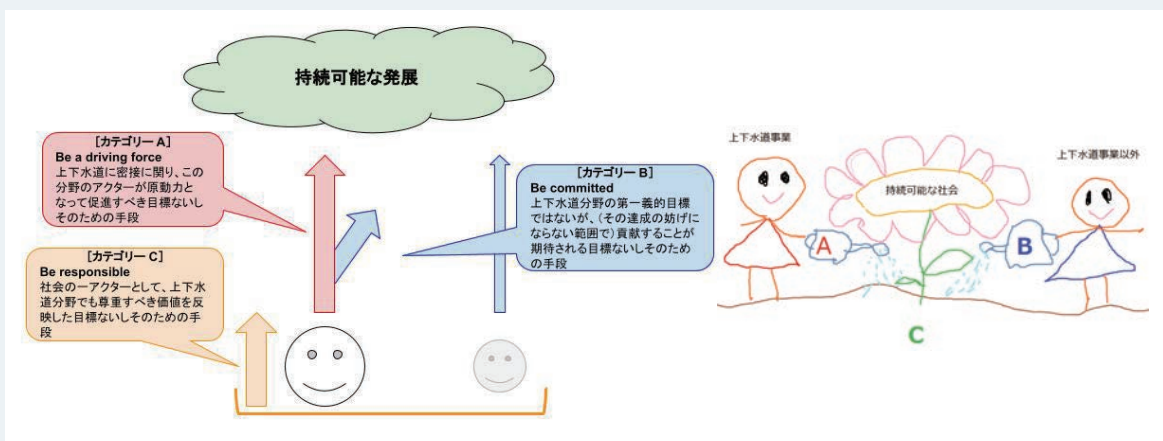 持続可能な発展
[カテゴリーA]
Be a driving force
上下水道に密接に関り、この
分野のアクターが原動力と
なって促進すべき目標ないし
そのための手段
[カテゴリーB]
Be committed
上下水道分野の第一義的目標
ではないが、（その達成の妨げに
ならない範囲で）貢献することが
期待される目標ないしそのため
の手段
[カテゴリーC]
Be responsible
社会の一アクターとして、上下水
道分野でも尊重すべき価値を反
映した目標ないしそのための手
段
上下水道事業
上下水道事業以外
持続可能な社会
A
B
C